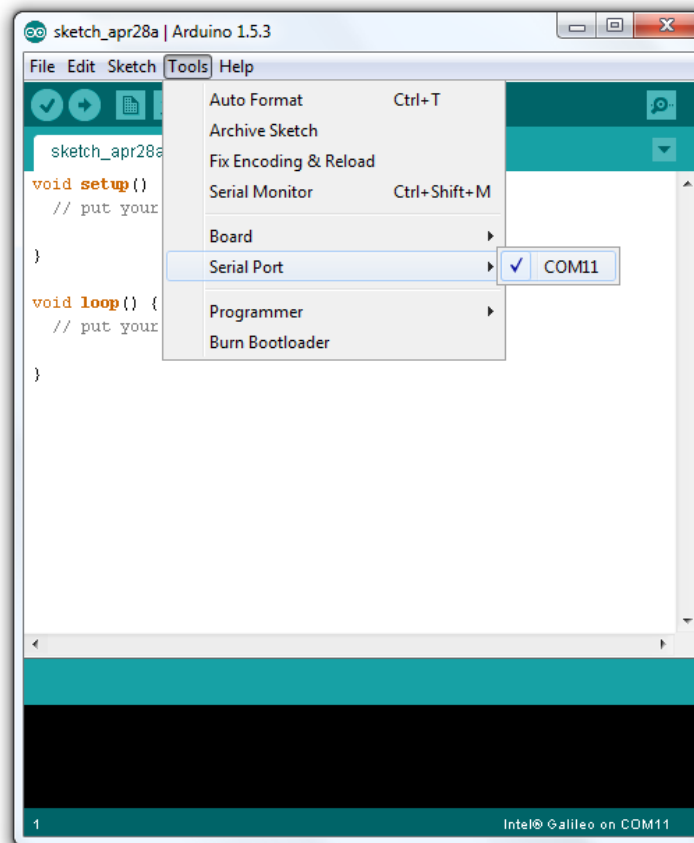 sketch_apr28a | Arduino 1.5.3
File Edit Sketch Tools Help
Auto Format Ctrl+T
Archive Sketch
sketch_apr28a
Fix Encoding & Reload
void setup()
Serial Monitor Ctrl+Shift+M
// put your
Board
}
Serial Port
COM11
void loop() {
Programmer
// put your
Burn Bootloader
}
1 Intel® Galileo on COM11